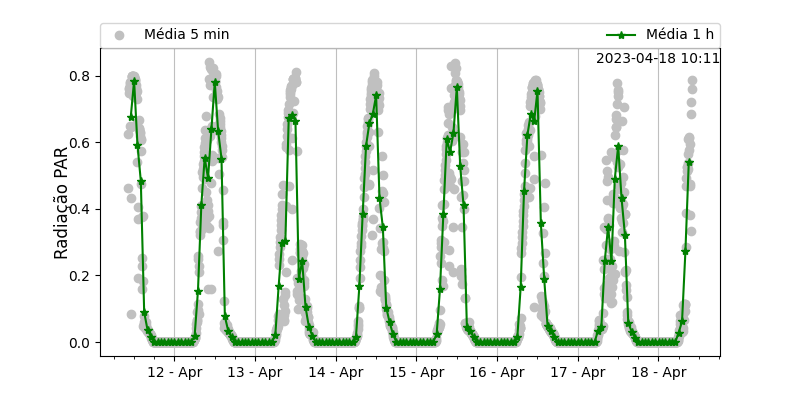 Média 5 min
Média 1 h
2023-04-18 10:11
Radiação PAR
0.8
0.6
0.4
0.2
0.0
12 - Apr
13 - Apr
14 - Apr
15 - Apr
16 - Apr
17 - Apr
18 - Apr